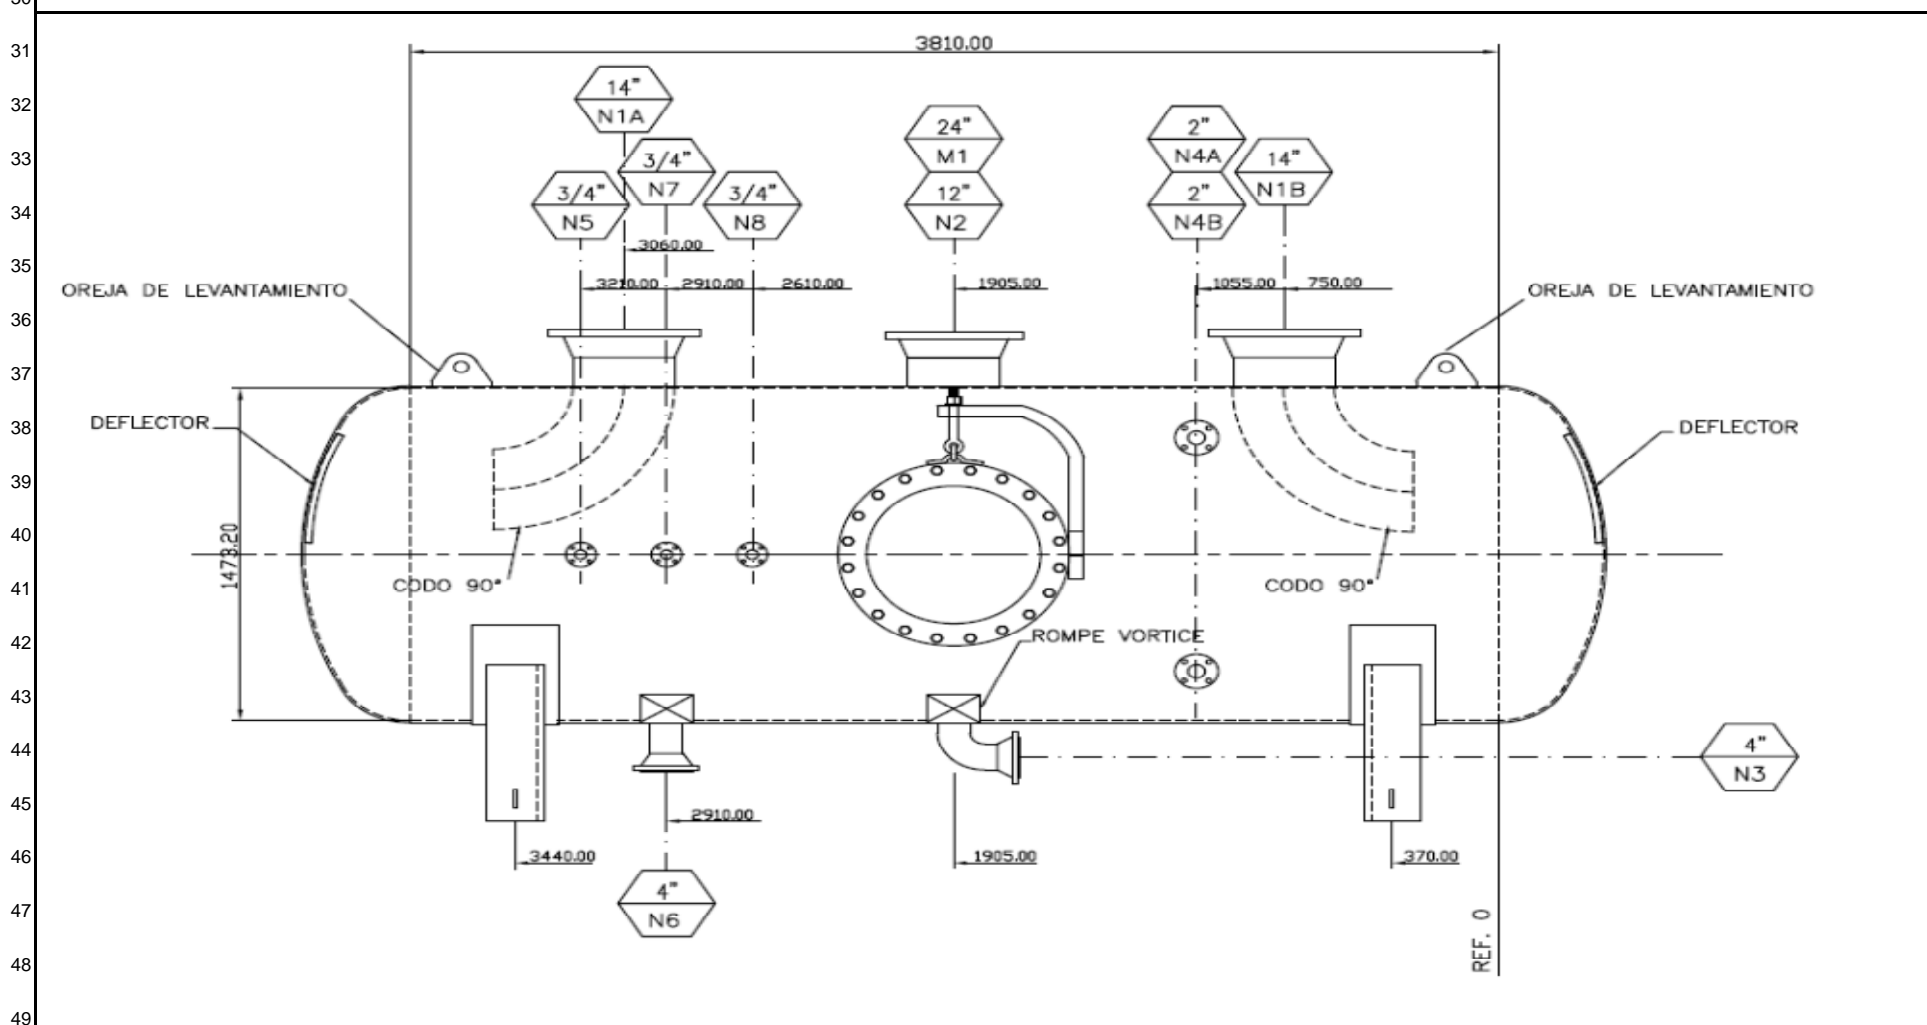 31
3810.00
14"
N1A
32
24"
M1
2"
N4A
33
3/4"
N7
14"
N1B
34
3/4"
N5
3/4"
N8
12"
N2
2"
N4B
3060.00
35
3210.00
2910.00
2610.00
1905.00
1055.00
750.00
OREJA DE LEVANTAMIENTO
OREJA DE LEVANTAMIENTO
36
37
38
DEFLECTOR
DEFLECTOR
39
40
1473.20
41
CODO 90°
CODO 90°
42
ROMPE VORTICE
43
44
4"
N3
45
2910.00
46
3440.00
1905.00
370.00
4"
N6
47
REF. 0
48
49